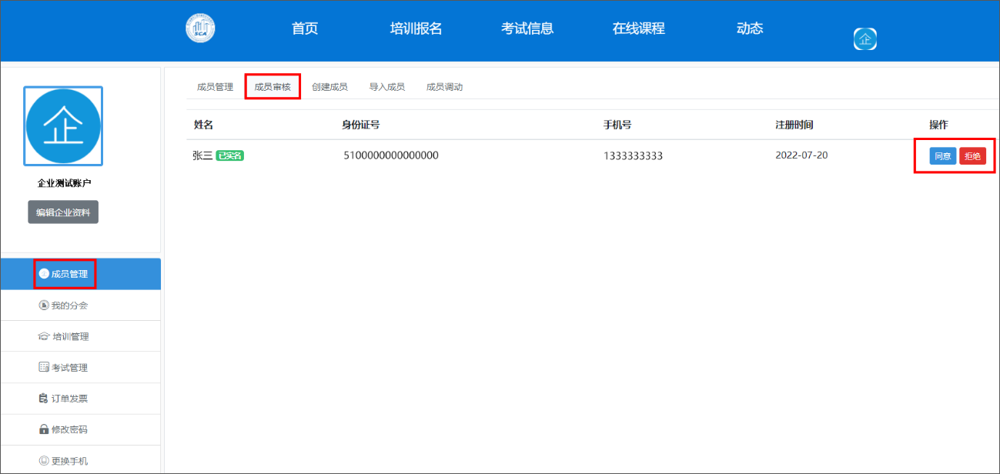 SCA
首页 培训报名 考试信息 在线课程 动态
企
企
企业测试账户
编辑企业资料
成员管理
我的分会
培训管理
考试管理
订单发票
修改密码
更换手机
成员管理 成员审核 创建成员 导入成员 成员调动
姓名 身份证号 手机号 注册时间 操作
张三 已实名 5100000000000000 1333333333 2022-07-20 同意 拒绝